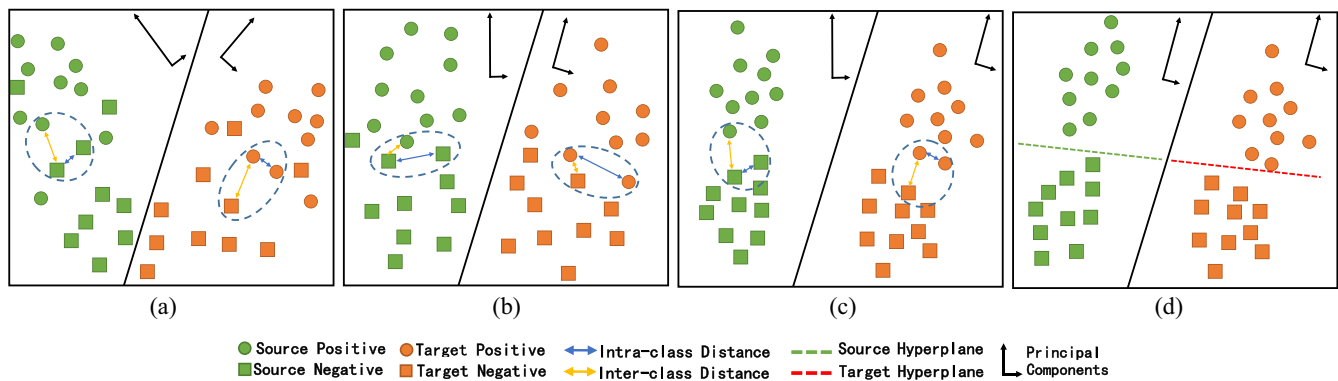 (a) (b) (c) (d)
Source Positive Target Positive Intra-class Distance Source Hyperplane Principal
Source Negative Target Negative Inter-class Distance Target Hyperplane Components